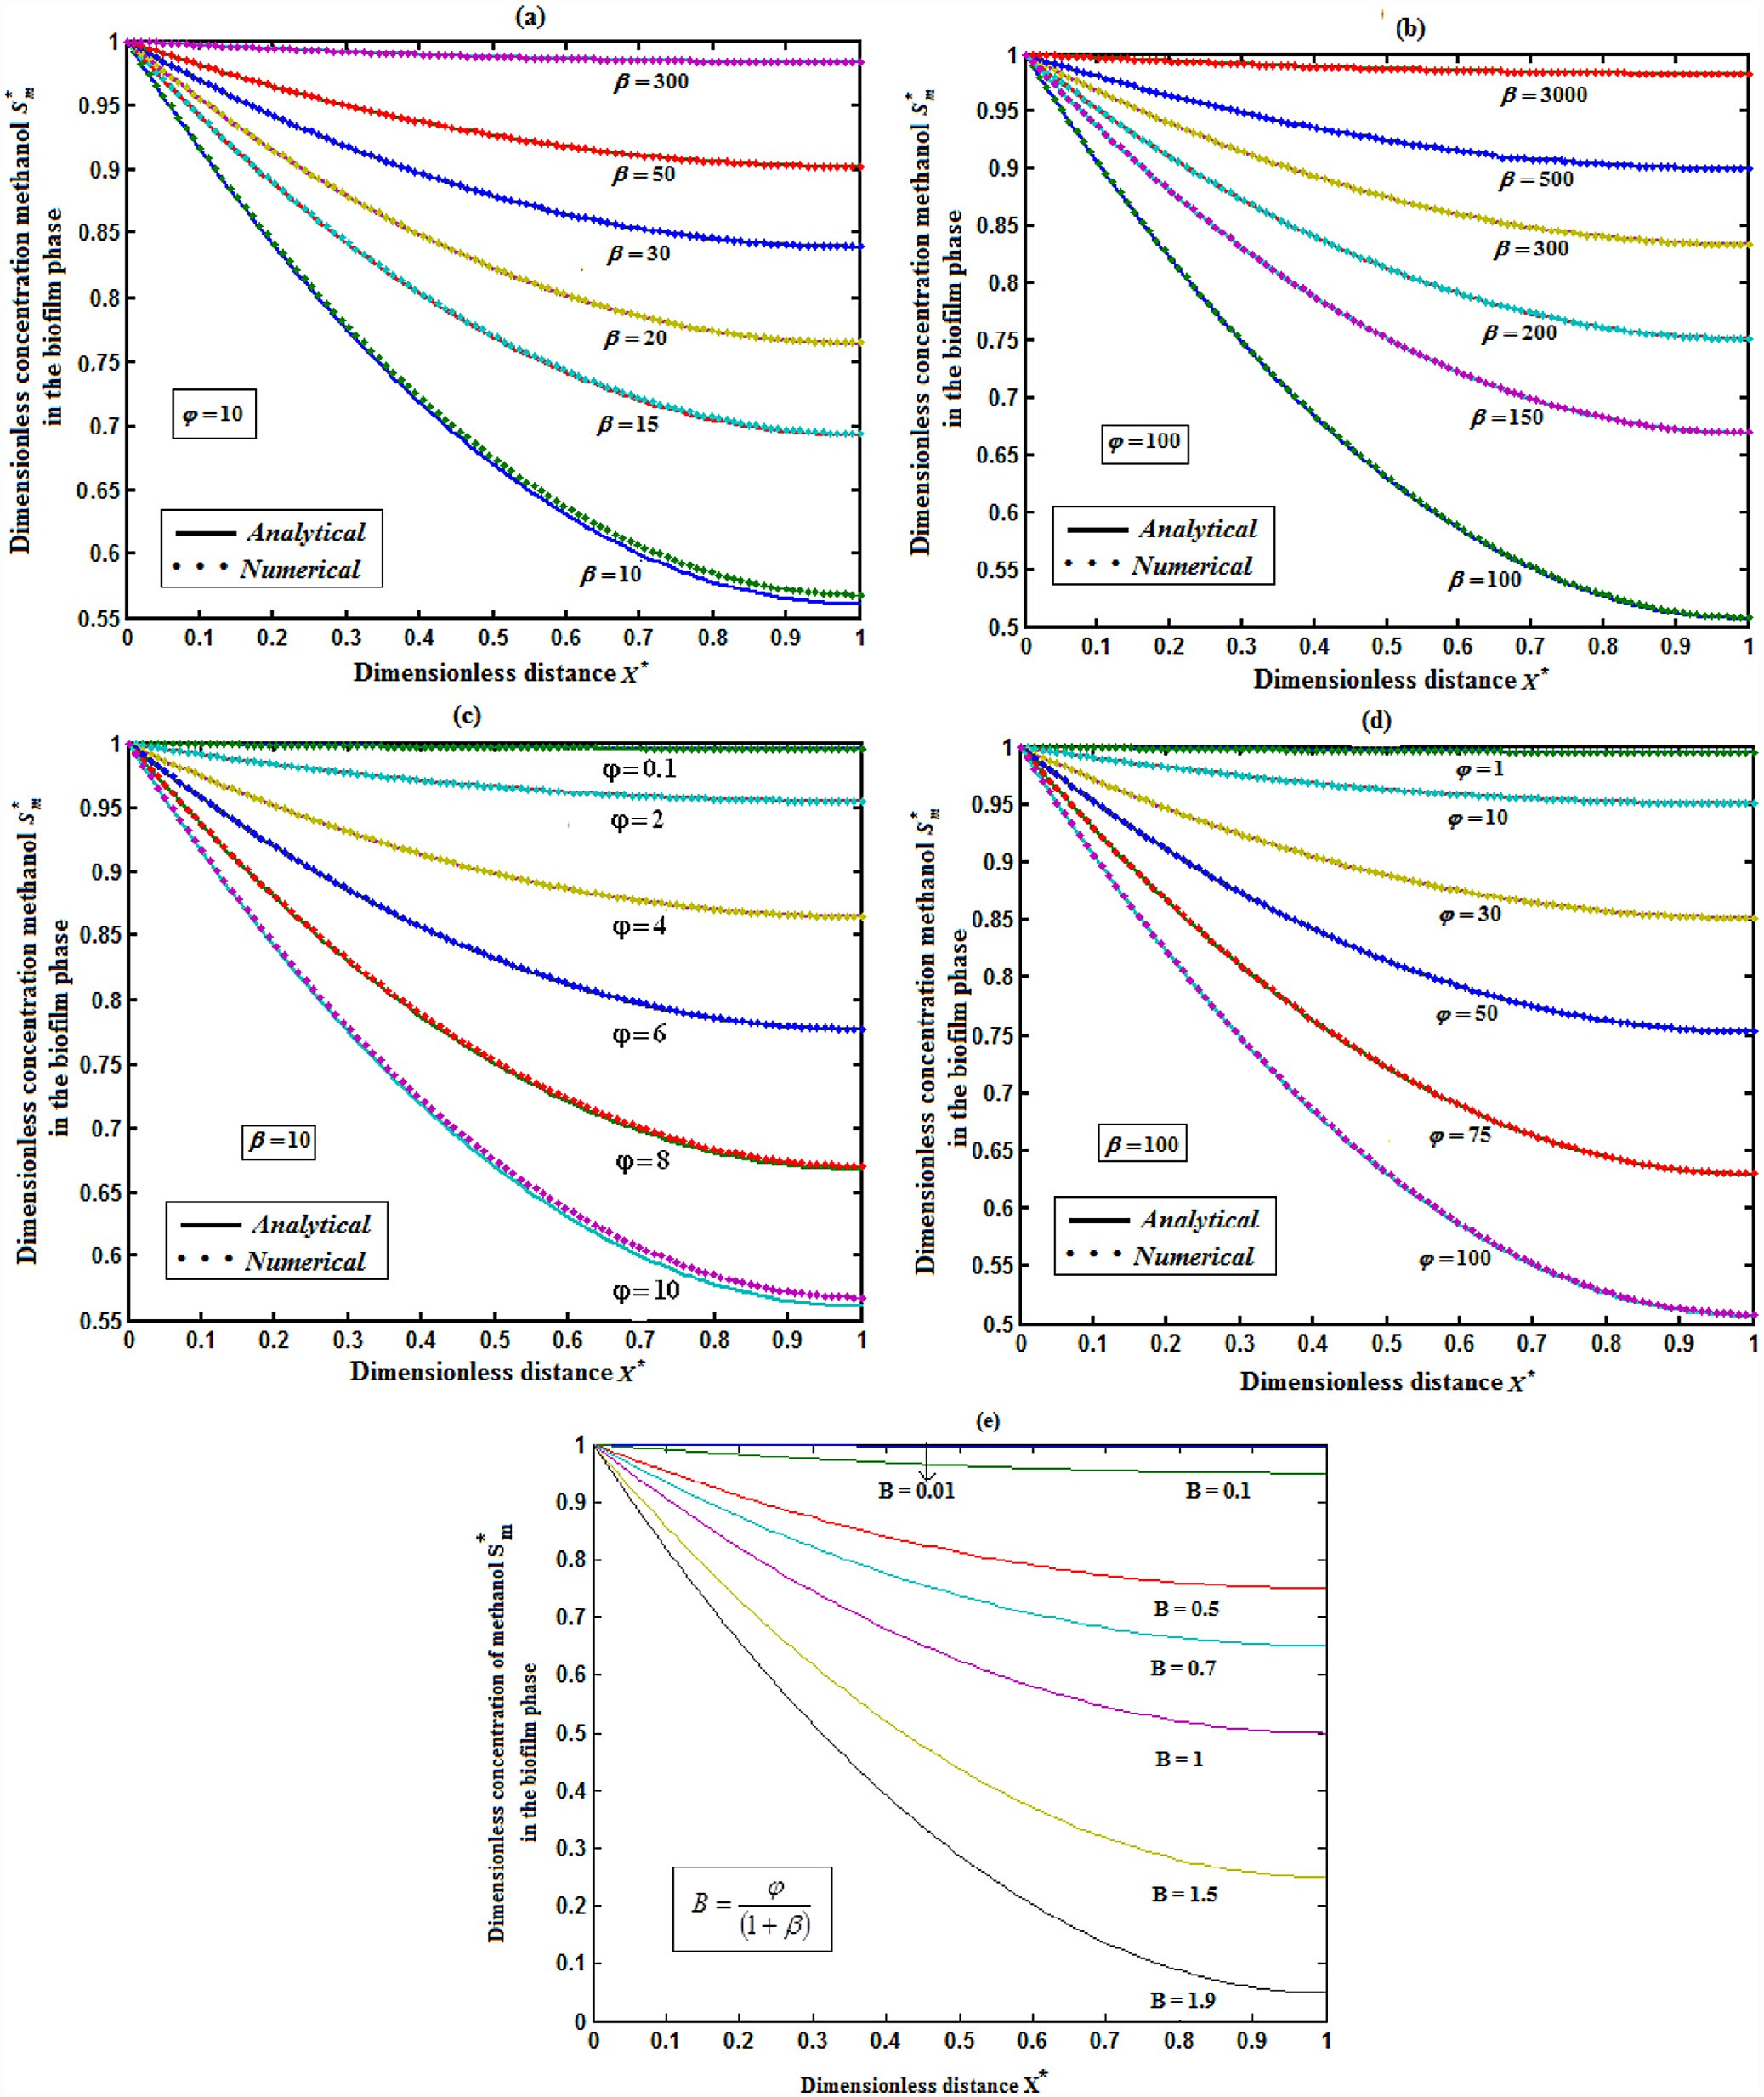 (a)
Dimensionless concentration methanol S*m
in the biofilm phase
1
0.95
0.9
0.85
0.8
0.75
0.7
0.65
0.6
0.55
β=300
β=50
β=30
β=20
β=15
β=10
φ=10
Analytical
Numerical
0 0.1 0.2 0.3 0.4 0.5 0.6 0.7 0.8 0.9 1
Dimensionless distance X*
(b)
Dimensionless concentration methanol S*m
in the biofilm phase
1
0.95
0.9
0.85
0.8
0.75
0.7
0.65
0.6
0.55
0.5
β=3000
β=500
β=300
β=200
β=150
β=100
φ=100
Analytical
Numerical
0 0.1 0.2 0.3 0.4 0.5 0.6 0.7 0.8 0.9 1
Dimensionless distance X*
(c)
Dimensionless concentration methanol S*m
in the biofilm phase
1
0.95
0.9
0.85
0.8
0.75
0.7
0.65
0.6
0.55
φ=0.1
φ=2
φ=4
φ=6
φ=8
φ=10
β=10
Analytical
Numerical
0 0.1 0.2 0.3 0.4 0.5 0.6 0.7 0.8 0.9 1
Dimensionless distance X*
(d)
Dimensionless concentration methanol S*m
in the biofilm phase
1
0.95
0.9
0.85
0.8
0.75
0.7
0.65
0.6
0.55
0.5
φ=1
φ=10
φ=30
φ=50
φ=75
φ=100
β=100
Analytical
Numerical
0 0.1 0.2 0.3 0.4 0.5 0.6 0.7 0.8 0.9 1
Dimensionless distance X*
(e)
Dimensionless concentration of methanol S*m
in the biofilm phase
1
0.9
0.8
0.7
0.6
0.5
0.4
0.3
0.2
0.1
0
B = 0.01
B = 0.1
B = 0.5
B = 0.7
B = 1
B = 1.5
B = 1.9
B = φ/(1+β)
0 0.1 0.2 0.3 0.4 0.5 0.6 0.7 0.8 0.9 1
Dimensionless distance X*